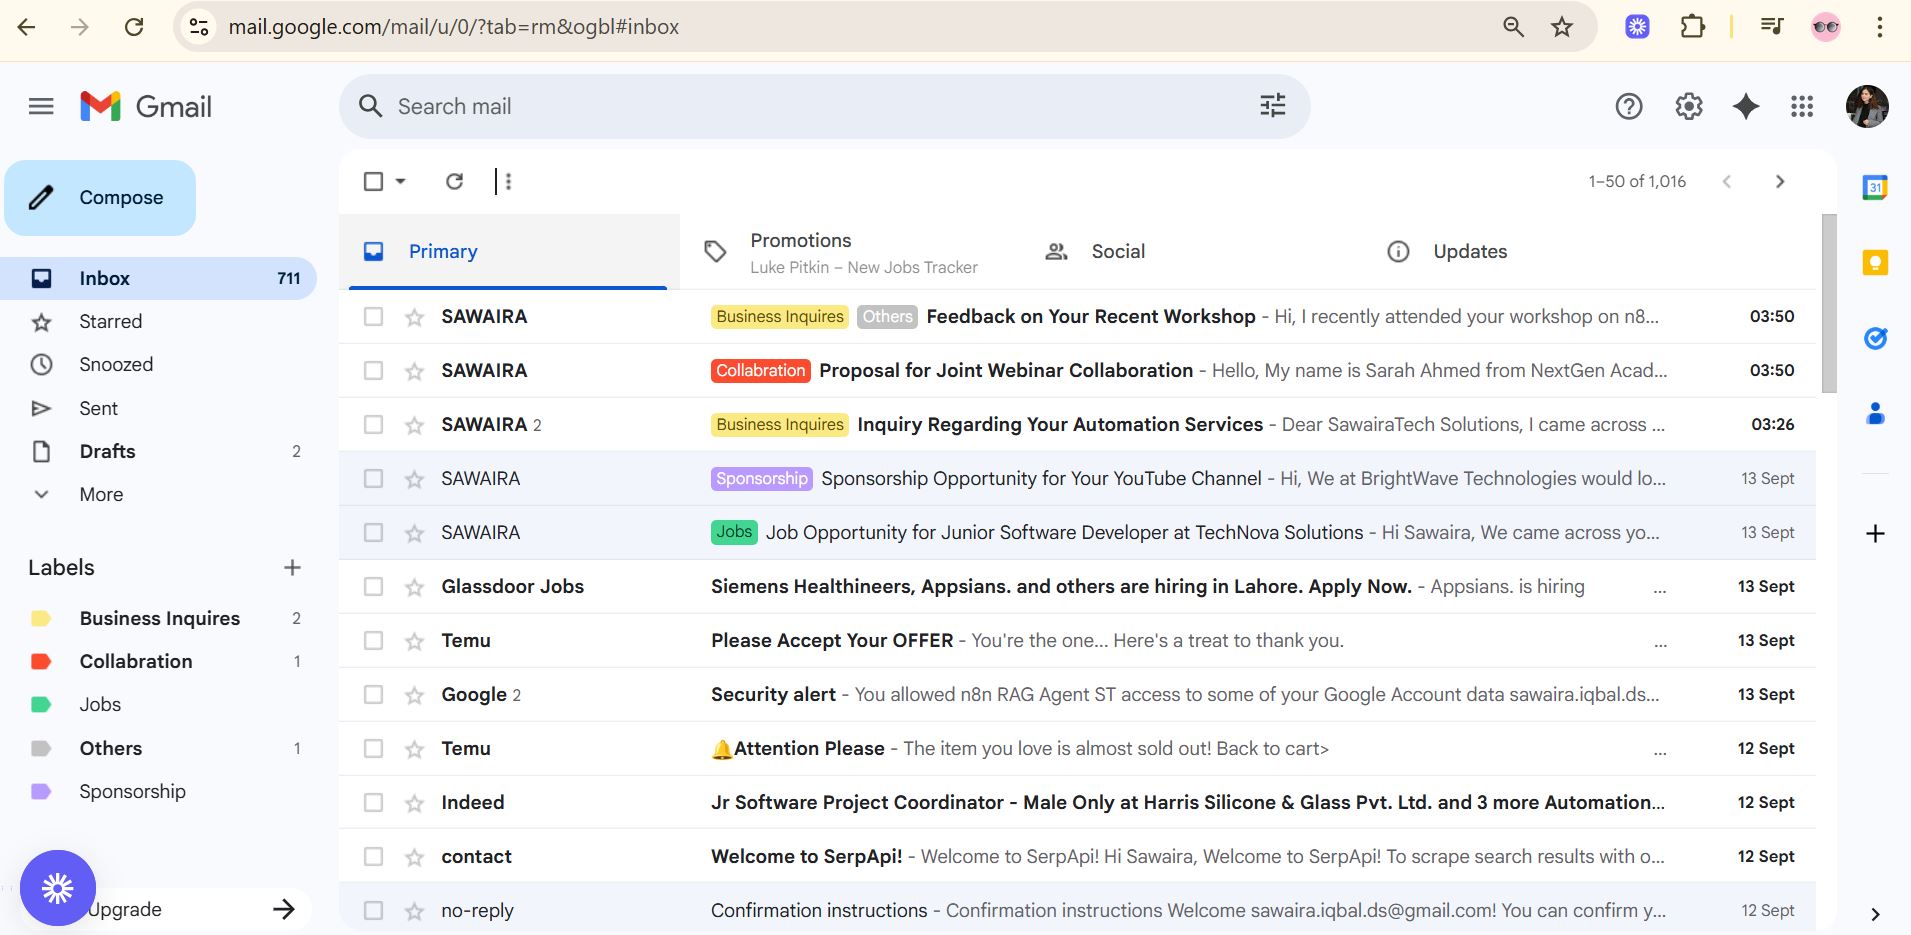 mail.google.com/mail/u/0/?tab=rm&ogbl#inbox
Gmail
Search mail
Compose
1–50 of 1,016
Inbox 711
Starred
Snoozed
Sent
Drafts 2
More
Labels
Business Inquires 2
Collabration 1
Jobs
Others 1
Sponsorship
Upgrade
Primary
Promotions
Luke Pitkin – New Jobs Tracker
Social
Updates
SAWAIRA Business Inquires Others Feedback on Your Recent Workshop - Hi, I recently attended your workshop on n8... 03:50
SAWAIRA Collabration Proposal for Joint Webinar Collaboration - Hello, My name is Sarah Ahmed from NextGen Acad... 03:50
SAWAIRA 2 Business Inquires Inquiry Regarding Your Automation Services - Dear SawairaTech Solutions, I came across ... 03:26
SAWAIRA Sponsorship Sponsorship Opportunity for Your YouTube Channel - Hi, We at BrightWave Technologies would lo... 13 Sept
SAWAIRA Jobs Job Opportunity for Junior Software Developer at TechNova Solutions - Hi Sawaira, We came across yo... 13 Sept
Glassdoor Jobs Siemens Healthineers, Appsians. and others are hiring in Lahore. Apply Now. - Appsians. is hiring ... 13 Sept
Temu Please Accept Your OFFER - You're the one... Here's a treat to thank you. ... 13 Sept
Google 2 Security alert - You allowed n8n RAG Agent ST access to some of your Google Account data sawaira.iqbal.ds... 13 Sept
Temu 🔔Attention Please - The item you love is almost sold out! Back to cart> ... 12 Sept
Indeed Jr Software Project Coordinator - Male Only at Harris Silicone & Glass Pvt. Ltd. and 3 more Automation... 12 Sept
contact Welcome to SerpApi! - Welcome to SerpApi! Hi Sawaira, Welcome to SerpApi! To scrape search results with o... 12 Sept
no-reply Confirmation instructions - Confirmation instructions Welcome sawaira.iqbal.ds@gmail.com! You can confirm y... 12 Sept
31